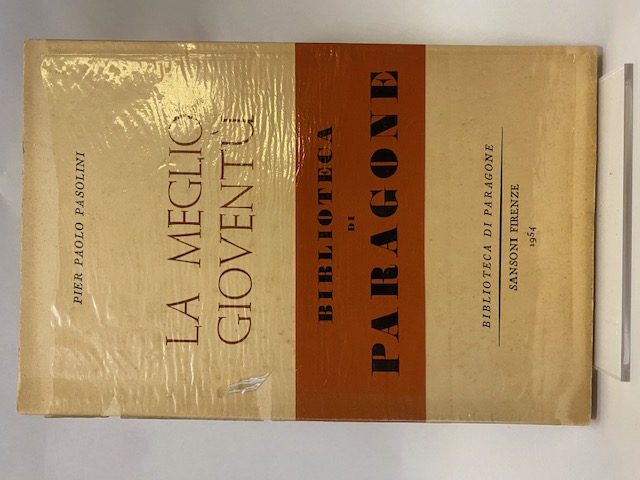 PIER PAOLO PASOLINI
LA MEGLIO
GIOVENTÙ
BIBLIOTECA
DI
PARAGONE
BIBLIOTECA DI PARAGONE
SANSONI FIRENZE
1954